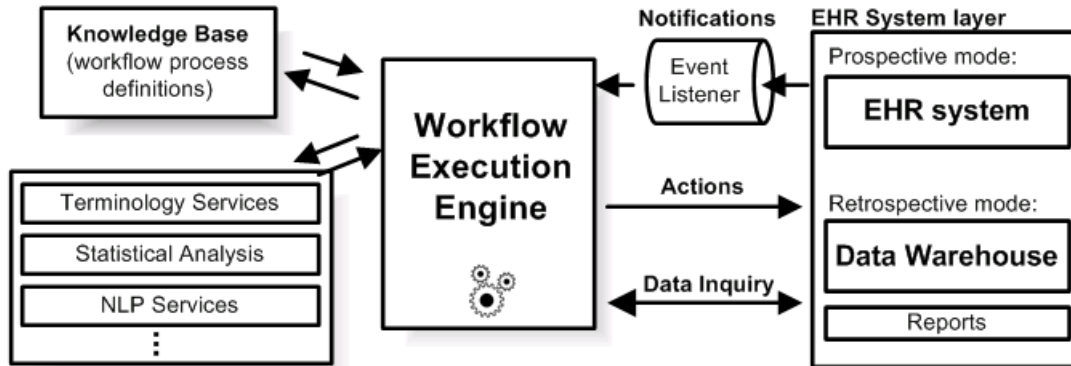 Knowledge Base
(workflow process
definitions)
Terminology Services
Statistical Analysis
NLP Services
Workflow
Execution
Engine
Notifications
Event
Listener
Actions
Data Inquiry
EHR System layer
Prospective mode:
EHR system
Retrospective mode:
Data Warehouse
Reports